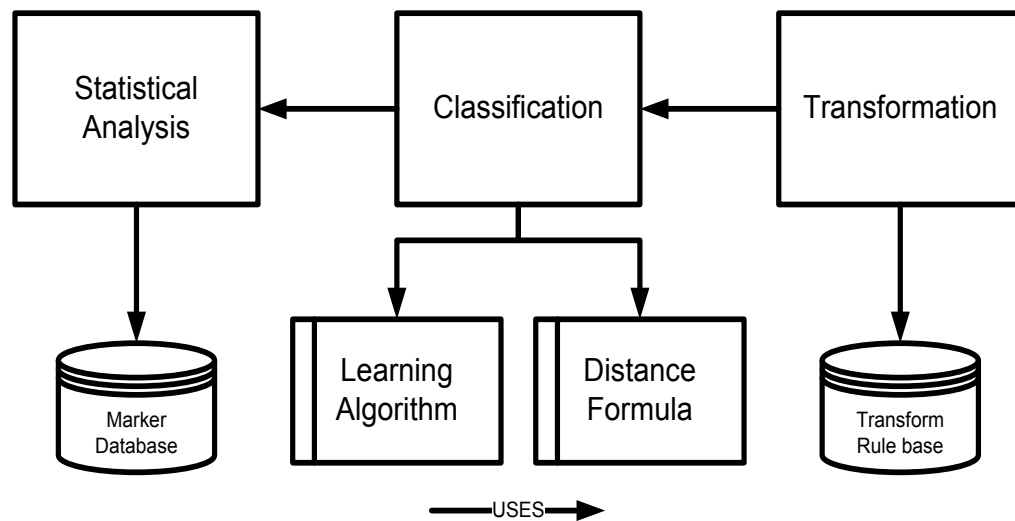 Statistical
Analysis
Classification
Transformation
Learning
Algorithm
Distance
Formula
Marker
Database
Transform
Rule base
USES